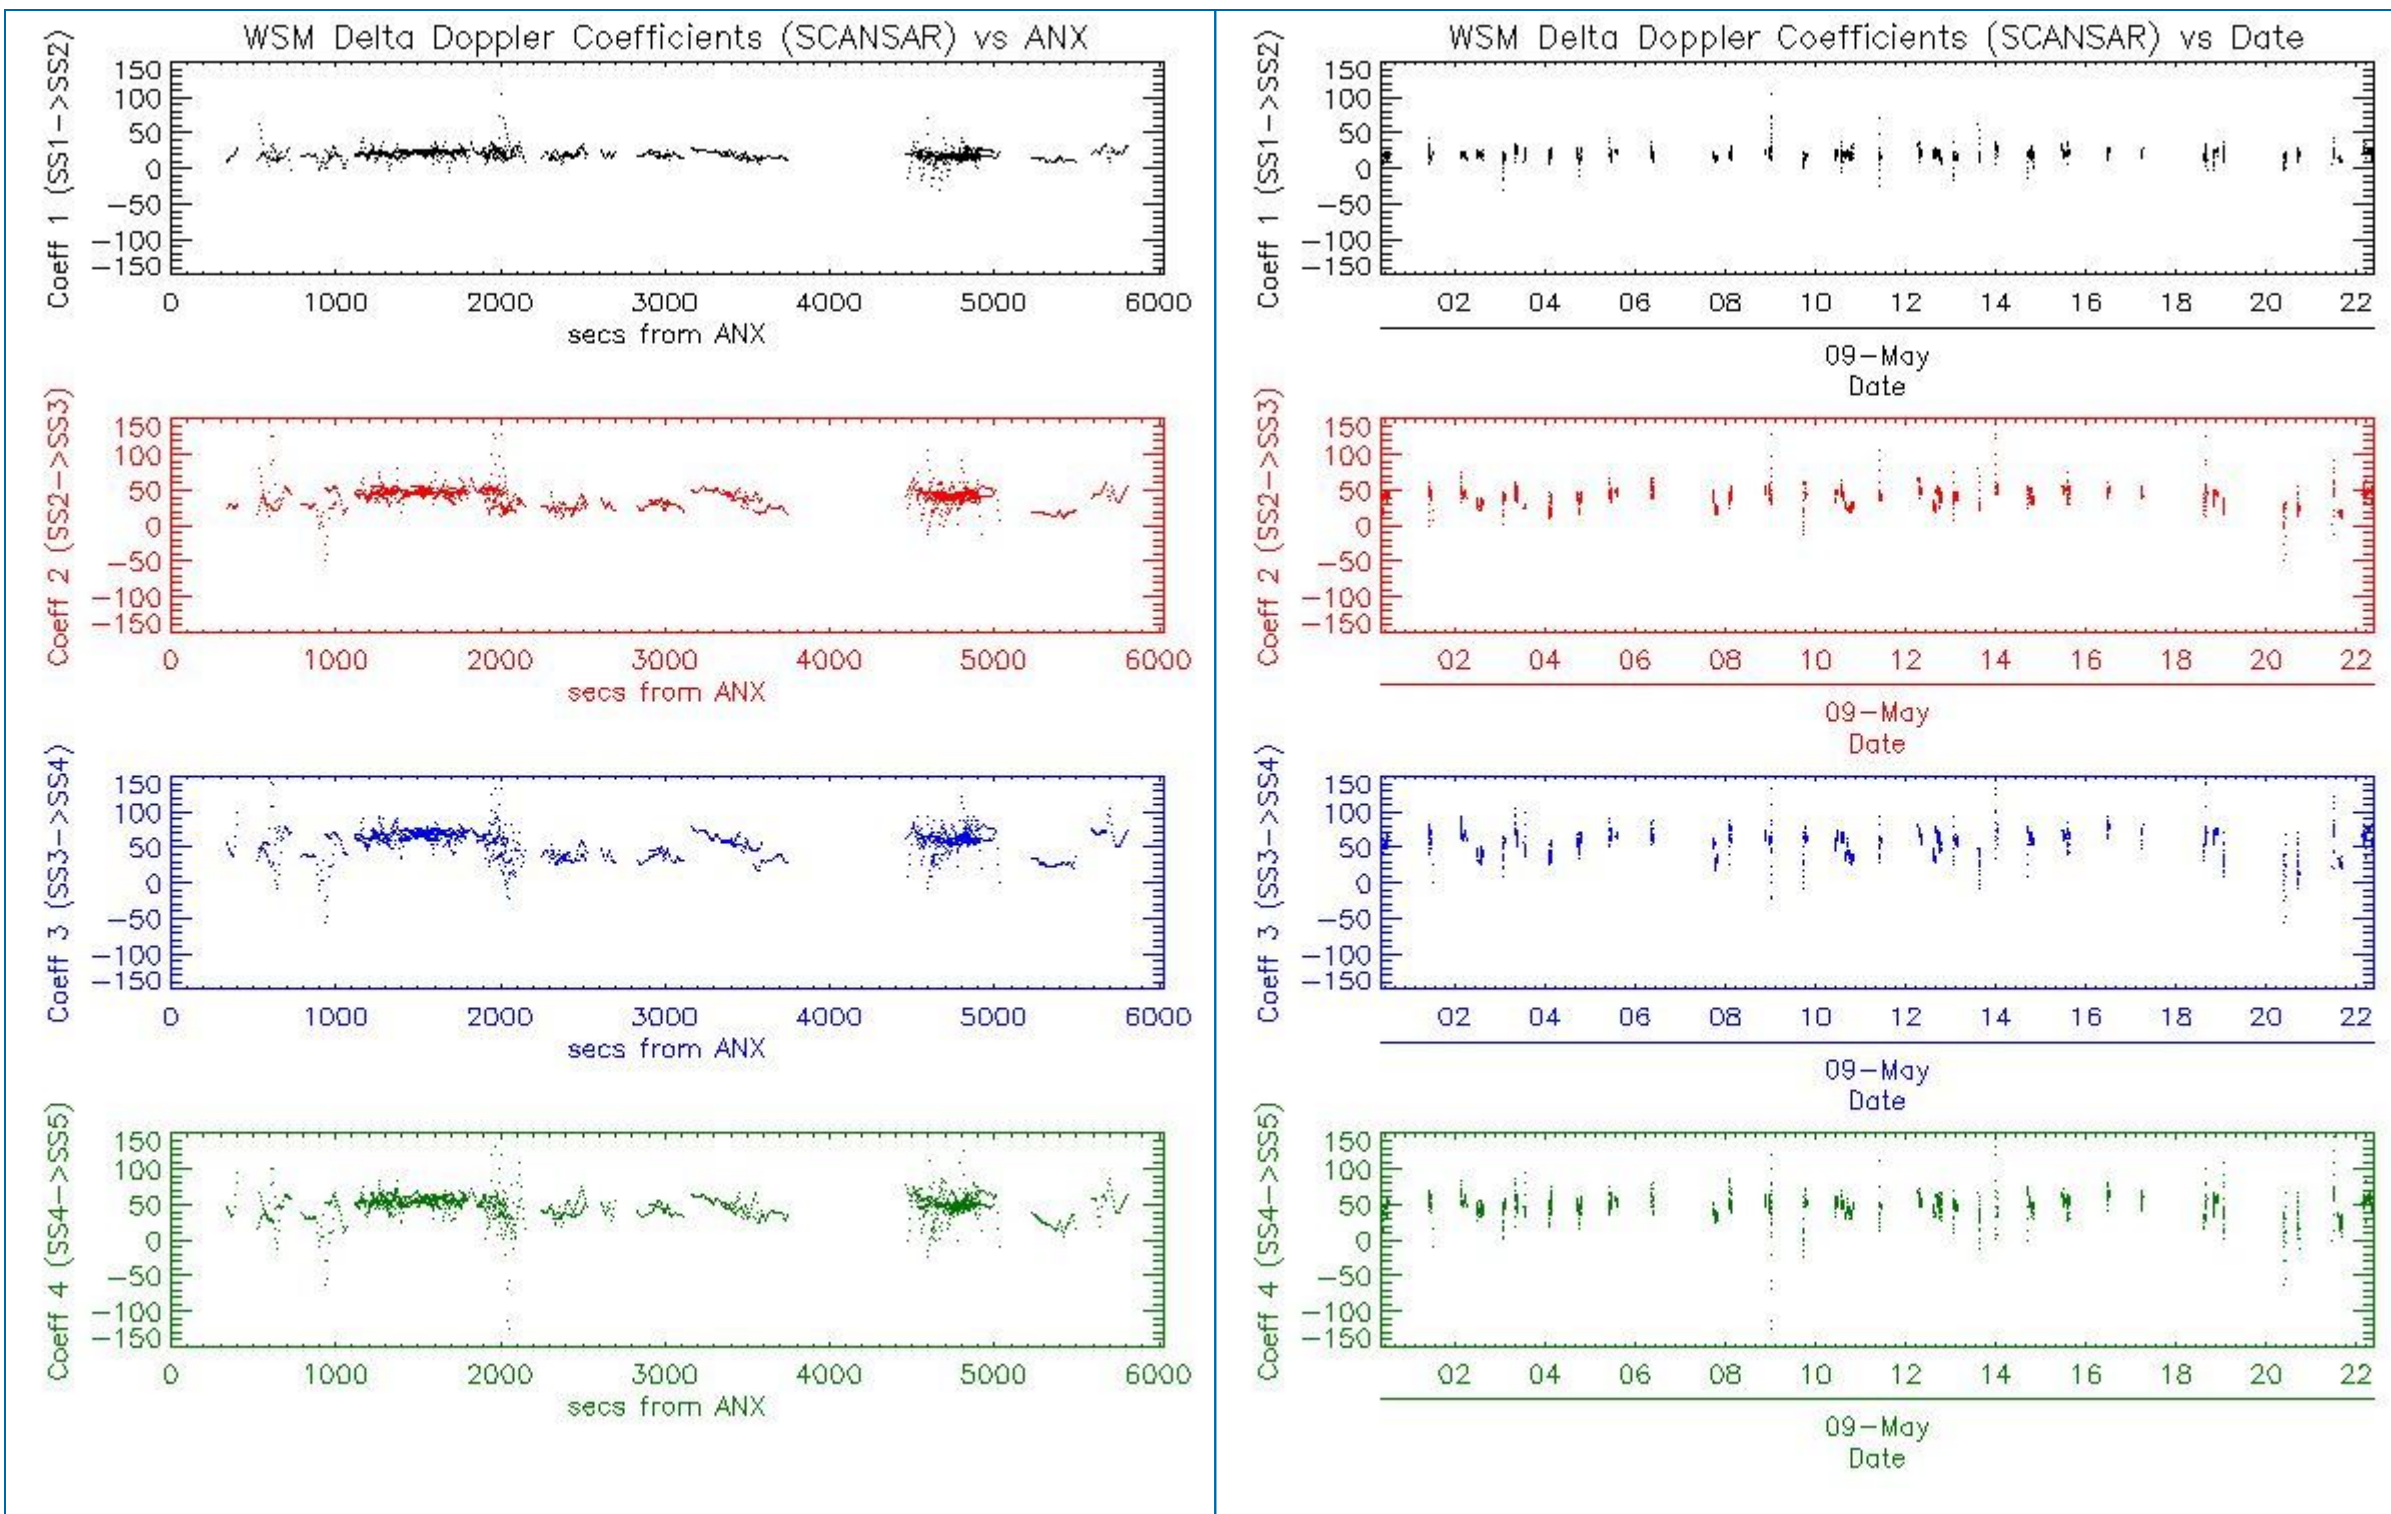 WSM Delta Doppler Coefficients (SCANSAR) vs ANX
Coeff 1 (SS1->SS2)
150
100
50
0
-50
-100
-150
0 1000 2000 3000 4000 5000 6000
secs from ANX
Coeff 2 (SS2->SS3)
150
100
50
0
-50
-100
-150
0 1000 2000 3000 4000 5000 6000
secs from ANX
Coeff 3 (SS3->SS4)
150
100
50
0
-50
-100
-150
0 1000 2000 3000 4000 5000 6000
secs from ANX
Coeff 4 (SS4->SS5)
150
100
50
0
-50
-100
-150
0 1000 2000 3000 4000 5000 6000
secs from ANX
WSM Delta Doppler Coefficients (SCANSAR) vs Date
Coeff 1 (SS1->SS2)
150
100
50
0
-50
-100
-150
02 04 06 08 10 12 14 16 18 20 22
09-May
Date
Coeff 2 (SS2->SS3)
150
100
50
0
-50
-100
-150
02 04 06 08 10 12 14 16 18 20 22
09-May
Date
Coeff 3 (SS3->SS4)
150
100
50
0
-50
-100
-150
02 04 06 08 10 12 14 16 18 20 22
09-May
Date
Coeff 4 (SS4->SS5)
150
100
50
0
-50
-100
-150
02 04 06 08 10 12 14 16 18 20 22
09-May
Date